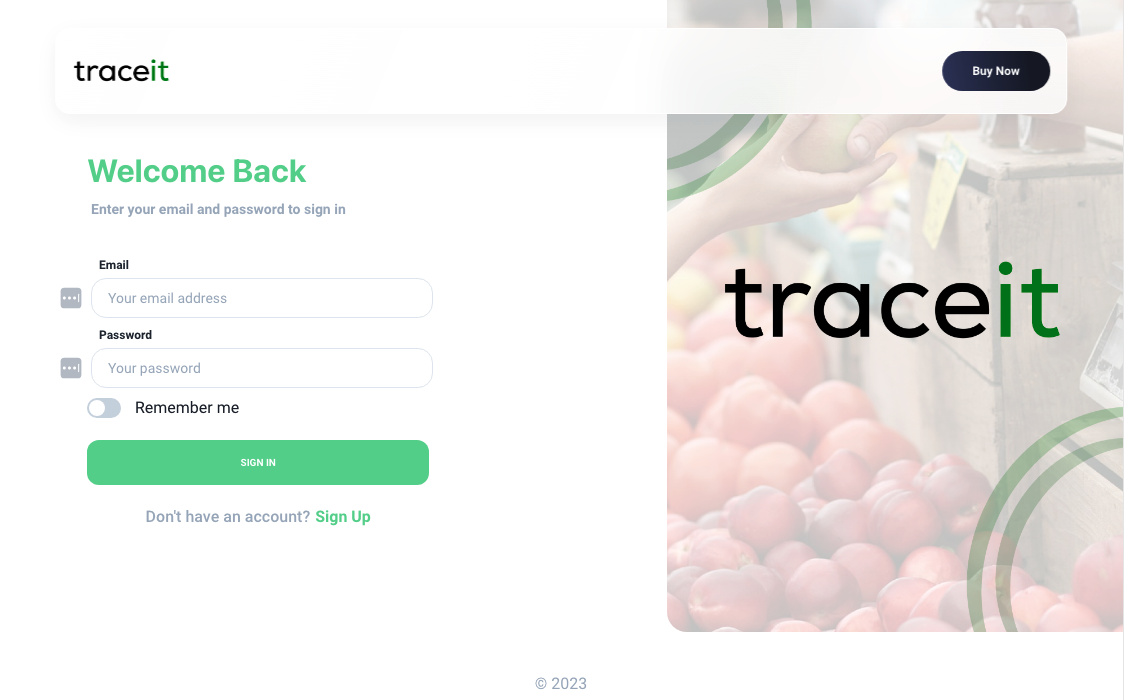 traceit
Buy Now
Welcome Back
Enter your email and password to sign in
Email
Your email address
Password
Your password
Remember me
SIGN IN
Don't have an account? Sign Up
traceit
© 2023